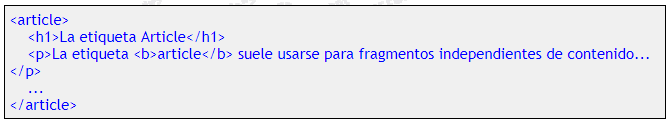 <article>
<h1>La etiqueta Article</h1>
<p>La etiqueta <b>article</b> suele usarse para fragmentos independientes de contenido...
</p>
...
</article>